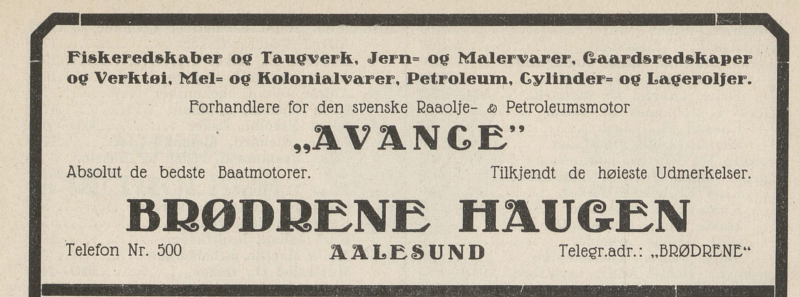 Fiskeredskaber og Taugverk, Jern= og Malervarer, Gaardsredskaper
og Verktøi, Mel= og Kolonialvarer, Petroleum, Cylinder= og Lageroljer.
Forhandlere for den svenske Raaolje- & Petroleumsmotor
„AVANCE”
Absolut de bedste Baatmotorer. Tilkjendt de høieste Udmerkelser.
BRØDRENE HAUGEN
Telefon Nr. 500 AALESUND Telegr.adr.: „BRØDRENE“